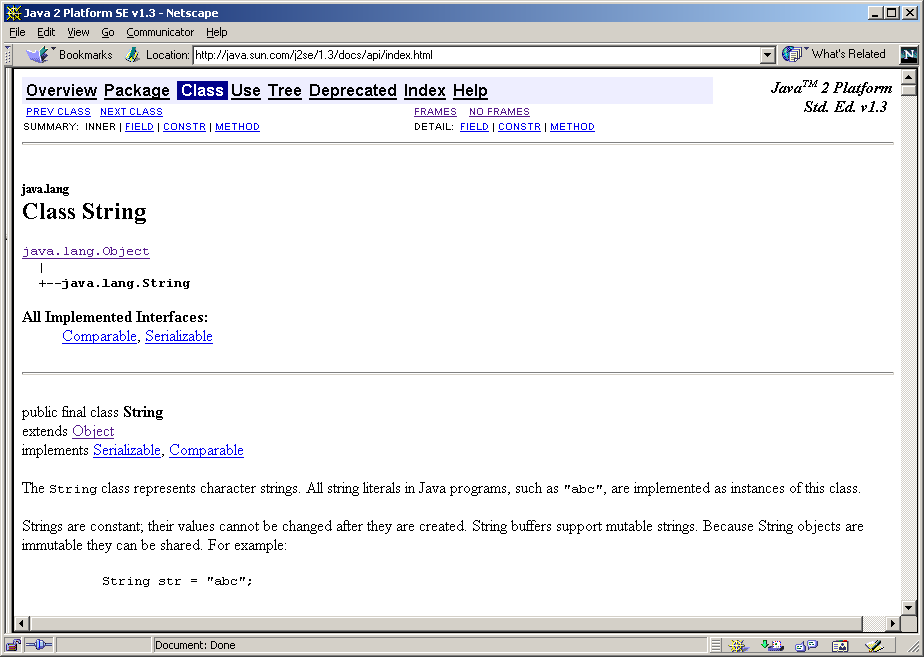 Java 2 Platform SE v1.3 - Netscape
File Edit View Go Communicator Help
Bookmarks Location: http://java.sun.com/j2se/1.3/docs/api/index.html What's Related N
Overview Package Class Use Tree Deprecated Index Help
Java™ 2 Platform
Std. Ed. v1.3
PREV CLASS NEXT CLASS FRAMES NO FRAMES
SUMMARY: INNER | FIELD | CONSTR | METHOD DETAIL: FIELD | CONSTR | METHOD
java.lang
Class String
java.lang.Object
|
+--java.lang.String
All Implemented Interfaces:
Comparable, Serializable
public final class String
extends Object
implements Serializable, Comparable
The String class represents character strings. All string literals in Java programs, such as "abc", are implemented as instances of this class.
Strings are constant; their values cannot be changed after they are created. String buffers support mutable strings. Because String objects are
immutable they can be shared. For example:
String str = "abc";
Document: Done